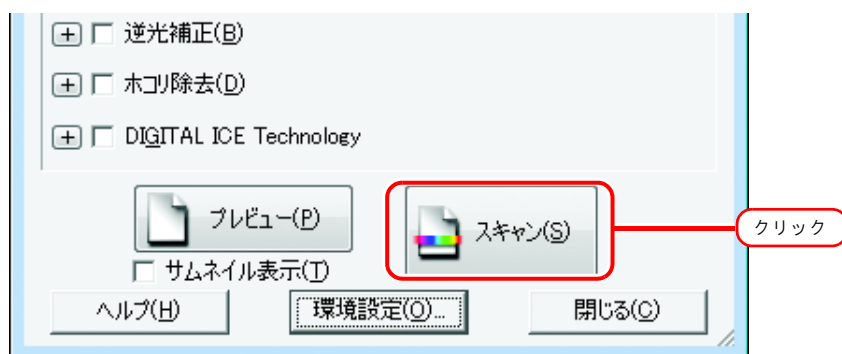 逆光補正(B)
ホコリ除去(D)
DIGITAL ICE Technology
プレビュー(P)
スキャン(S)
クリック
サムネイル表示(T)
ヘルプ(H)
環境設定(O)...
閉じる(C)